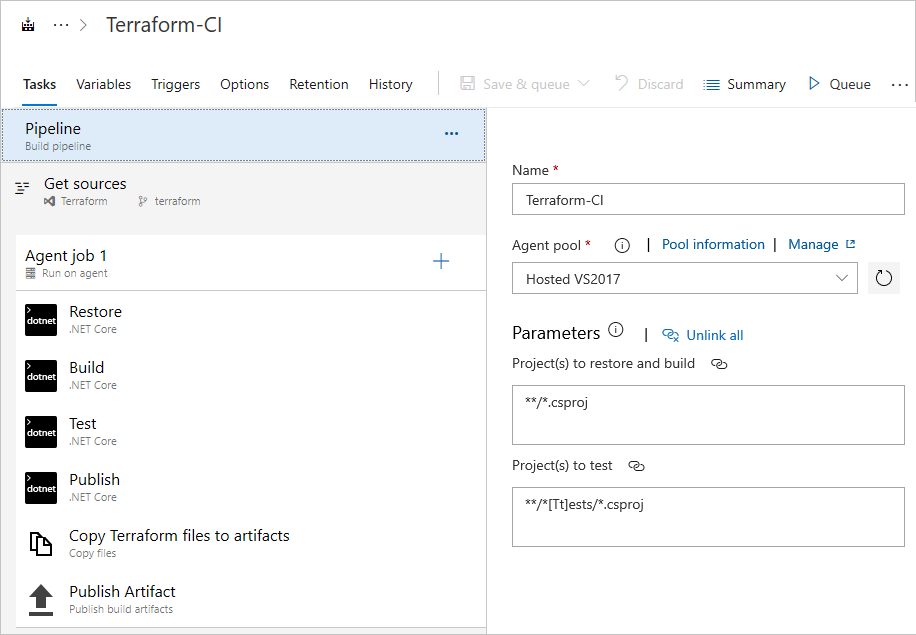 ··· > Terraform-CI
Tasks Variables Triggers Options Retention History Save & queue Discard Summary Queue ···
Pipeline ···
Build pipeline
Get sources
Terraform terraform
Agent job 1 +
Run on agent
>
dotnet
Restore
.NET Core
>
dotnet
Build
.NET Core
>
dotnet
Test
.NET Core
>
dotnet
Publish
.NET Core
Copy Terraform files to artifacts
Copy files
Publish Artifact
Publish build artifacts
Name *
Terraform-CI
Agent pool * i | Pool information | Manage
Hosted VS2017
Parameters i | Unlink all
Project(s) to restore and build
**/*.csproj
Project(s) to test
**/*[Tt]ests/*.csproj